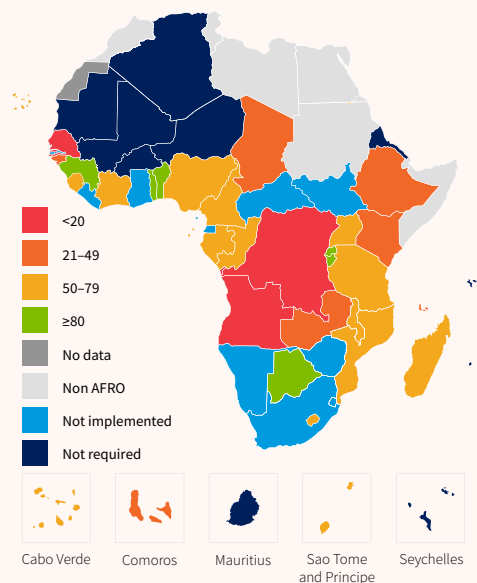 <20
21–49
50–79
≥80
No data
Non AFRO
Not implemented
Not required
Cabo Verde
Comoros
Mauritius
Sao Tome
and Principe
Seychelles